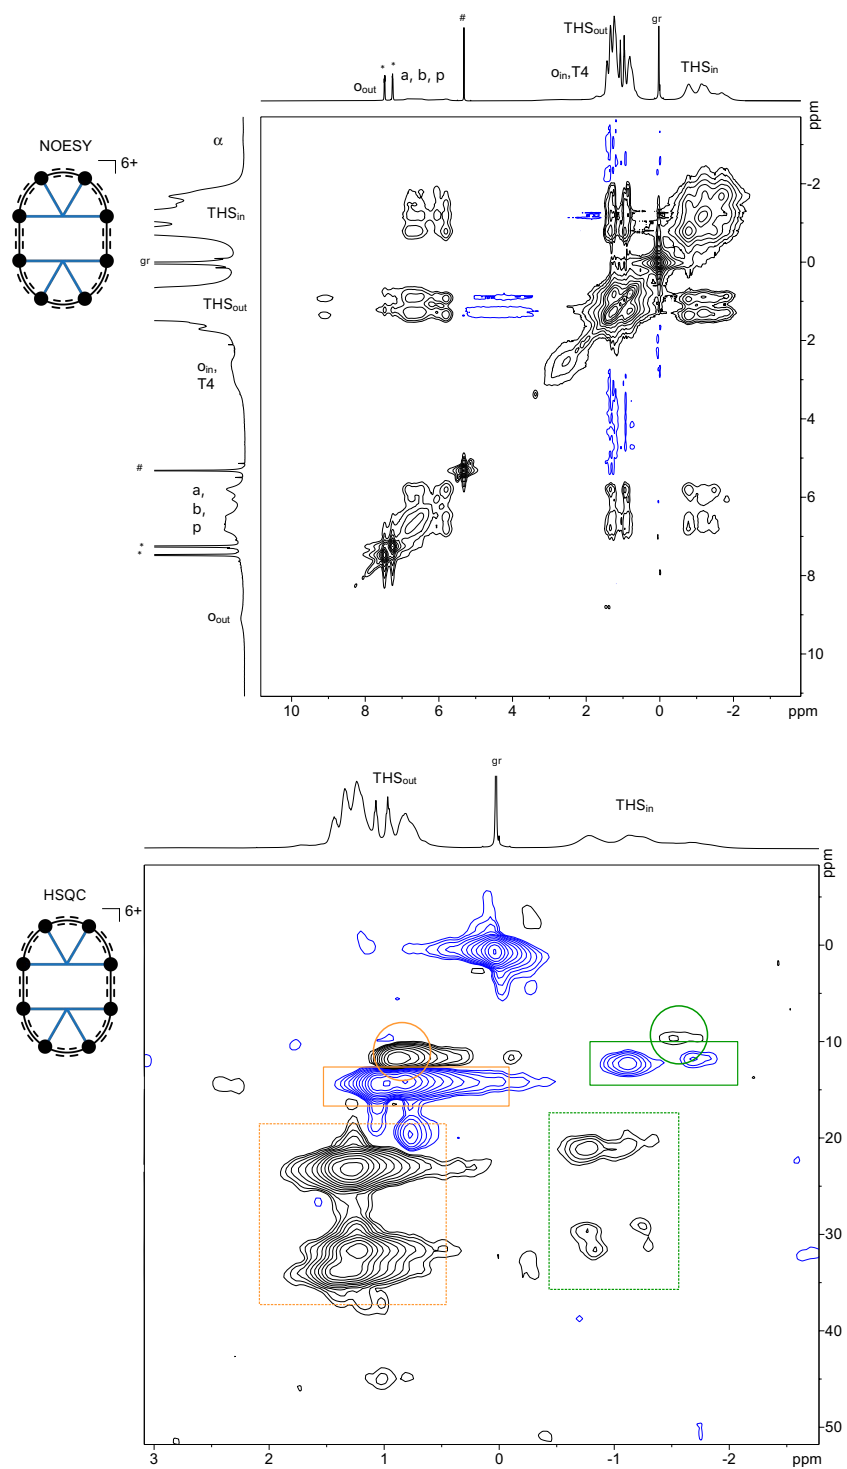 #
THSout
gr
* *
a, b, p
oout
oin,T4
THSin
ppm
α
NOESY
6+
-2
THSin
gr
0
THSout
2
oin,
T4
4
#
a,
b,
p
6
*
*
8
oout
10
10 8 6 4 2 0 -2 ppm
gr
THSout
THSin
ppm
HSQC
6+
0
10
20
30
40
50
3 2 1 0 -1 -2 ppm